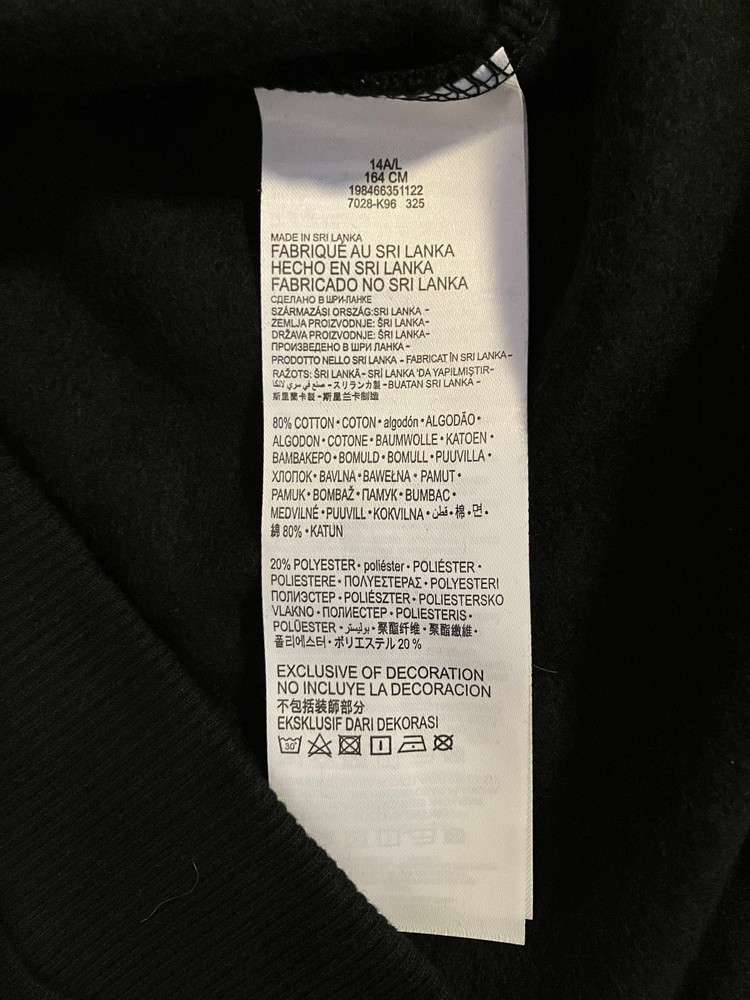 14A/L
164 CM
198466351122
7028-K96 325
MADE IN SRI LANKA
FABRIQUÉ AU SRI LANKA
HECHO EN SRI LANKA
FABRICADO NO SRI LANKA
СДЕЛАНО В ШРИ-ЛАНКЕ
SZÁRMAZÁSI ORSZÁG:SRI LANKA -
ZEMLJA PROIZVODNJE: ŠRI LANKA-
DRŽAVA PROIZVODNJE: ŠRI LANKA-
ПРОИЗВЕДЕНО В ШРИ ЛАНКА -
PRODOTTO NELLO SRI LANKA - FABRICAT ÎN SRI LANKA-
RAŽOTS: ŠRI LANKĀ- SRİ LANKA 'DA YAPILMIŞTIR-
صنع في سري لانكا - スリランカ製 - BUATAN SRI LANKA -
斯里蘭卡製 - 斯里兰卡制造
80% COTTON • COTON • algodón • ALGODÃO •
ALGODON • COTONE • BAUMWOLLE • KATOEN •
ΒΑΜΒΑΚΕΡΟ • BOMULD • BOMULL • PUUVILLA •
ХЛОПОК • BAVLNA • BAWEŁNA • PAMUT •
PAMUK • BOMBAŽ • ПАМУК • BUMBAC •
MEDVILNĖ • PUUVILL • KOKVILNA • قطن • 棉 • 면 •
綿 80% • KATUN
20% POLYESTER • poliéster • POLIÉSTER •
POLIESTERE • ΠΟΛΥΕΣΤΕΡΑΣ • POLYESTERI
ПОЛИЭСТЕР • POLIÉSZTER • POLIESTERSKO
VLAKNO • ПОЛИЕСТЕР • POLIESTERIS •
POLÜESTER • بوليستر • 聚酯纤维 • 聚酯纖維 •
폴리에스터 • ポリエステル 20 %
EXCLUSIVE OF DECORATION
NO INCLUYE LA DECORACION
不包括装師部分
EKSKLUSIF DARI DEKORASI
30°